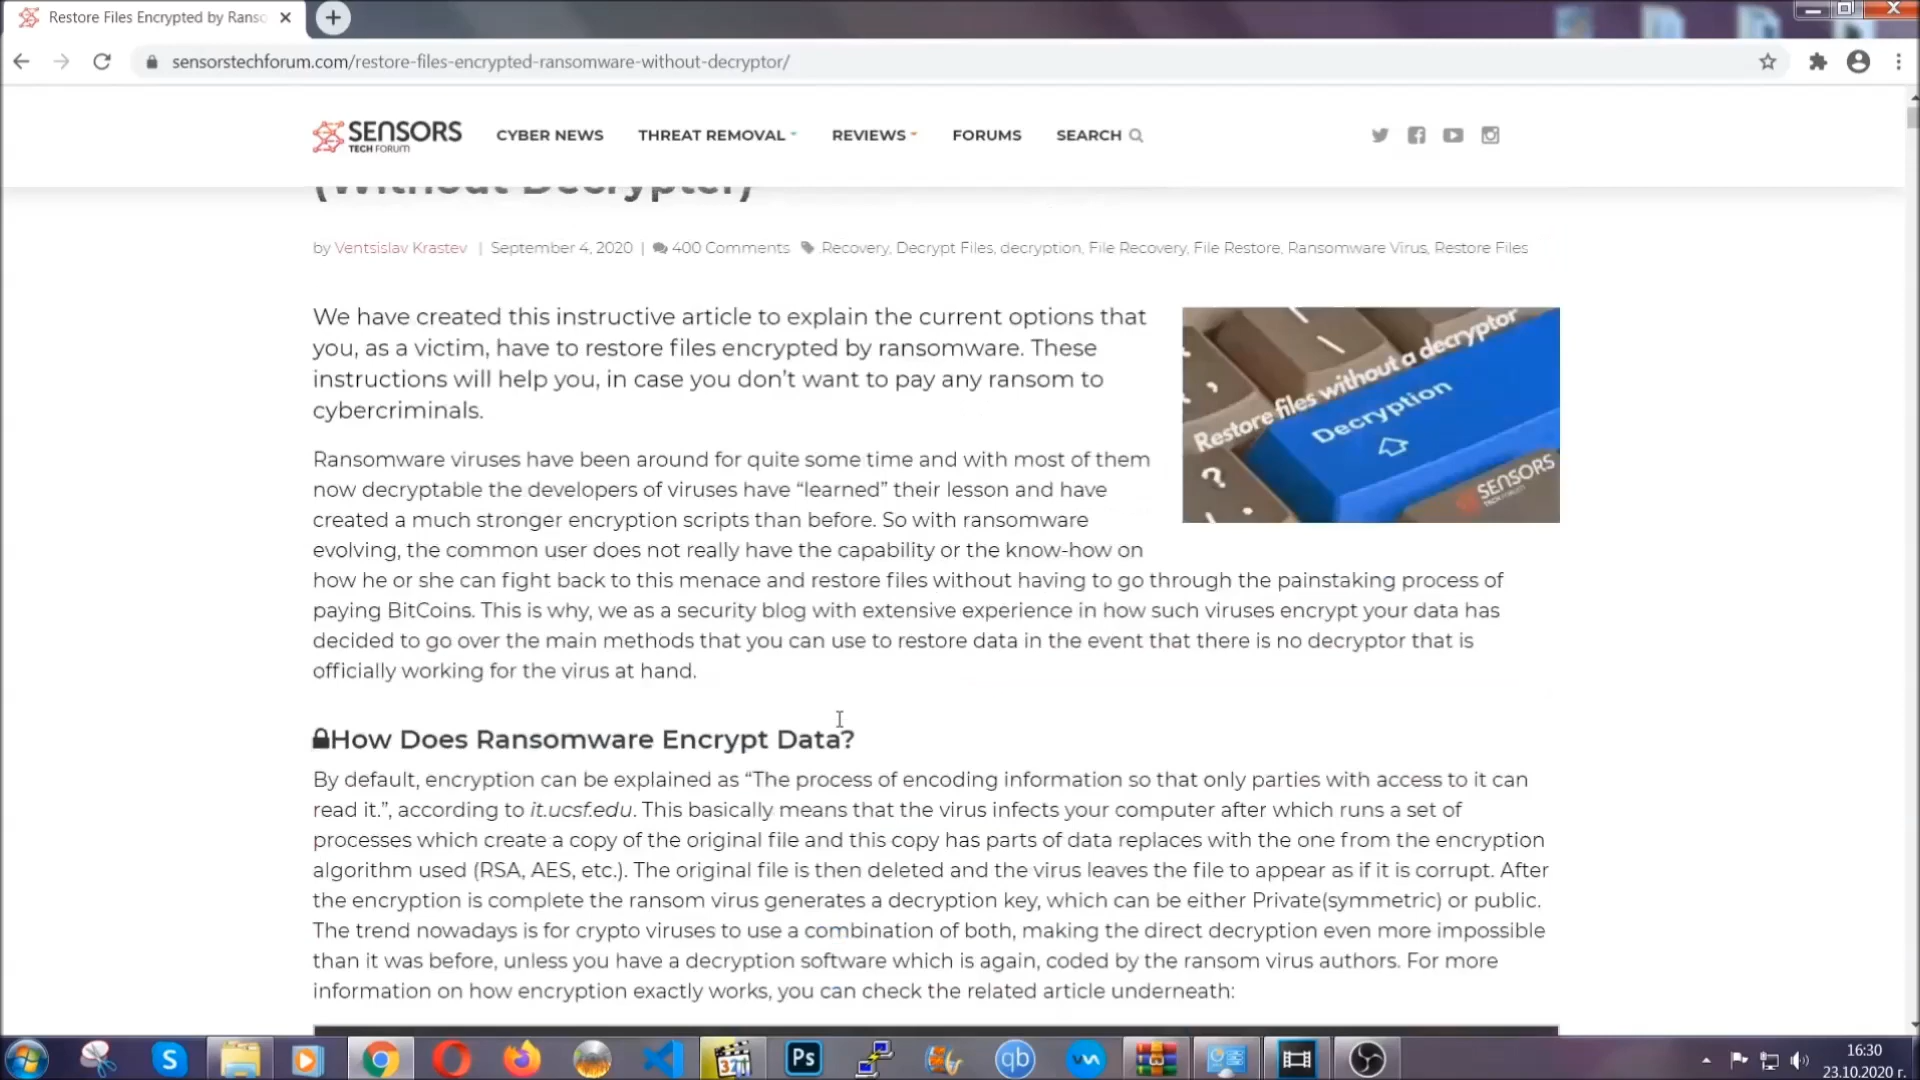 Restore Files Encrypted by Ranso
sensorstechforum.com/restore-files-encrypted-ransomware-without-decryptor/
SENSORS
TECH FORUM
CYBER NEWS
THREAT REMOVAL
REVIEWS
FORUMS
SEARCH
(Without Decrypter)
by Ventsislav Krastev | September 4, 2020 | 400 Comments Recovery, Decrypt Files, decryption, File Recovery, File Restore, Ransomware Virus, Restore Files
We have created this instructive article to explain the current options that
you, as a victim, have to restore files encrypted by ransomware. These
instructions will help you, in case you don’t want to pay any ransom to
cybercriminals.
Restore files without a decryptor
Decryption
SENSORS
Ransomware viruses have been around for quite some time and with most of them
now decryptable the developers of viruses have “learned” their lesson and have
created a much stronger encryption scripts than before. So with ransomware
evolving, the common user does not really have the capability or the know-how on
how he or she can fight back to this menace and restore files without having to go through the painstaking process of
paying BitCoins. This is why, we as a security blog with extensive experience in how such viruses encrypt your data has
decided to go over the main methods that you can use to restore data in the event that there is no decryptor that is
officially working for the virus at hand.
How Does Ransomware Encrypt Data?
By default, encryption can be explained as “The process of encoding information so that only parties with access to it can
read it.”, according to it.ucsf.edu. This basically means that the virus infects your computer after which runs a set of
processes which create a copy of the original file and this copy has parts of data replaces with the one from the encryption
algorithm used (RSA, AES, etc.). The original file is then deleted and the virus leaves the file to appear as if it is corrupt. After
the encryption is complete the ransom virus generates a decryption key, which can be either Private(symmetric) or public.
The trend nowadays is for crypto viruses to use a combination of both, making the direct decryption even more impossible
than it was before, unless you have a decryption software which is again, coded by the ransom virus authors. For more
information on how encryption exactly works, you can check the related article underneath:
S
Ps
qb
16:30
23.10.2020 г.